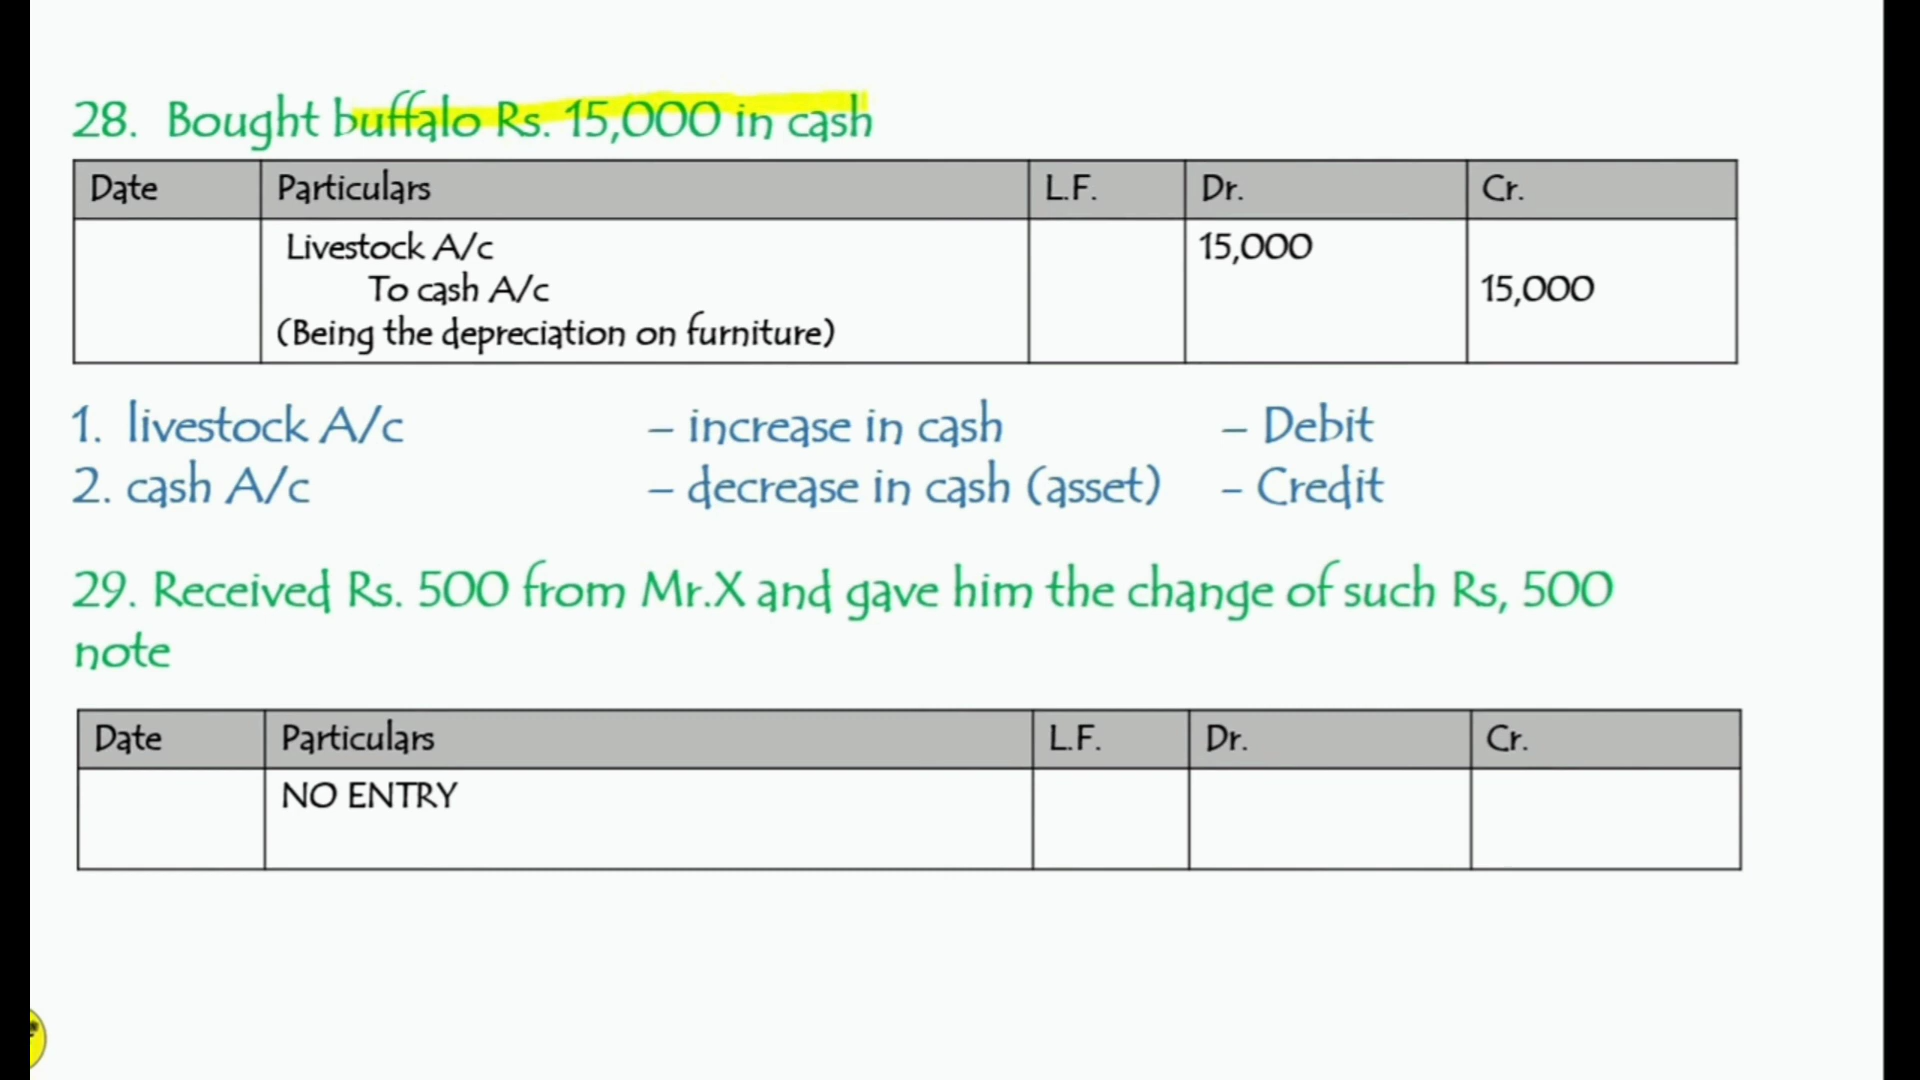 28. Bought buffalo Rs. 15,000 in cash
Date Particulars L.F. Dr. Cr.
Livestock A/c 15,000
To cash A/c 15,000
(Being the depreciation on furniture)
1. livestock A/c – increase in cash – Debit
2. cash A/c – decrease in cash (asset) - Credit
29. Received Rs. 500 from Mr.X and gave him the change of such Rs, 500
note
Date Particulars L.F. Dr. Cr.
NO ENTRY